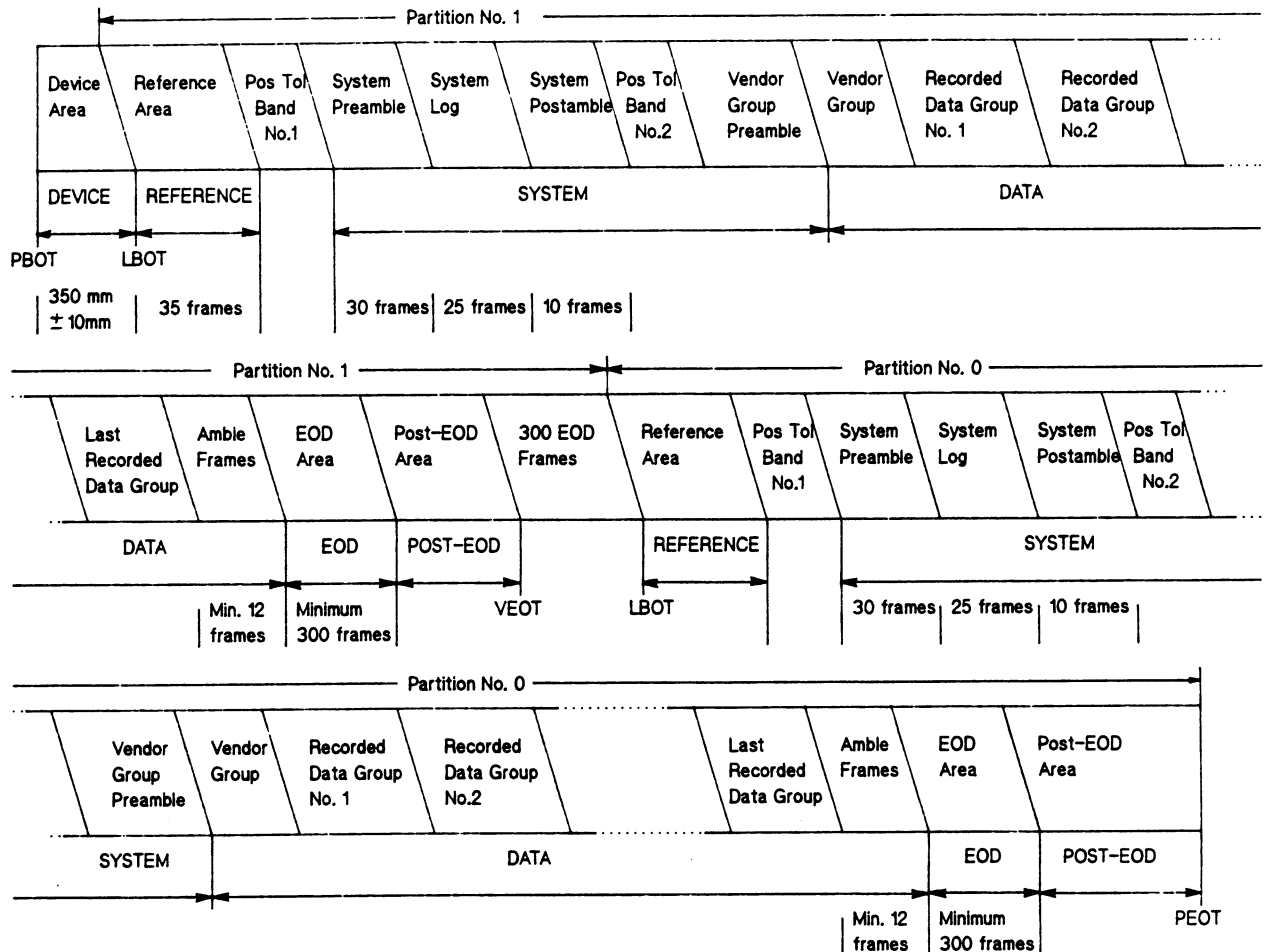 Partition No. 1
Device Area
Reference Area
Pos Tol Band No.1
System Preamble
System Log
System Postamble
Pos Tol Band No.2
Vendor Group Preamble
Vendor Group
Recorded Data Group No. 1
Recorded Data Group No.2
DEVICE
REFERENCE
SYSTEM
DATA
PBOT
LBOT
350 mm ± 10mm
35 frames
30 frames
25 frames
10 frames
Partition No. 1
Partition No. 0
Last Recorded Data Group
Amble Frames
EOD Area
Post-EOD Area
300 EOD Frames
Reference Area
Pos Tol Band No.1
System Preamble
System Log
System Postamble
Pos Tol Band No.2
DATA
EOD
POST-EOD
REFERENCE
SYSTEM
VEOT
LBOT
Min. 12 frames
Minimum 300 frames
30 frames
25 frames
10 frames
Partition No. 0
Vendor Group Preamble
Vendor Group
Recorded Data Group No. 1
Recorded Data Group No.2
Last Recorded Data Group
Amble Frames
EOD Area
Post-EOD Area
SYSTEM
DATA
EOD
POST-EOD
PEOT
Min. 12 frames
Minimum 300 frames